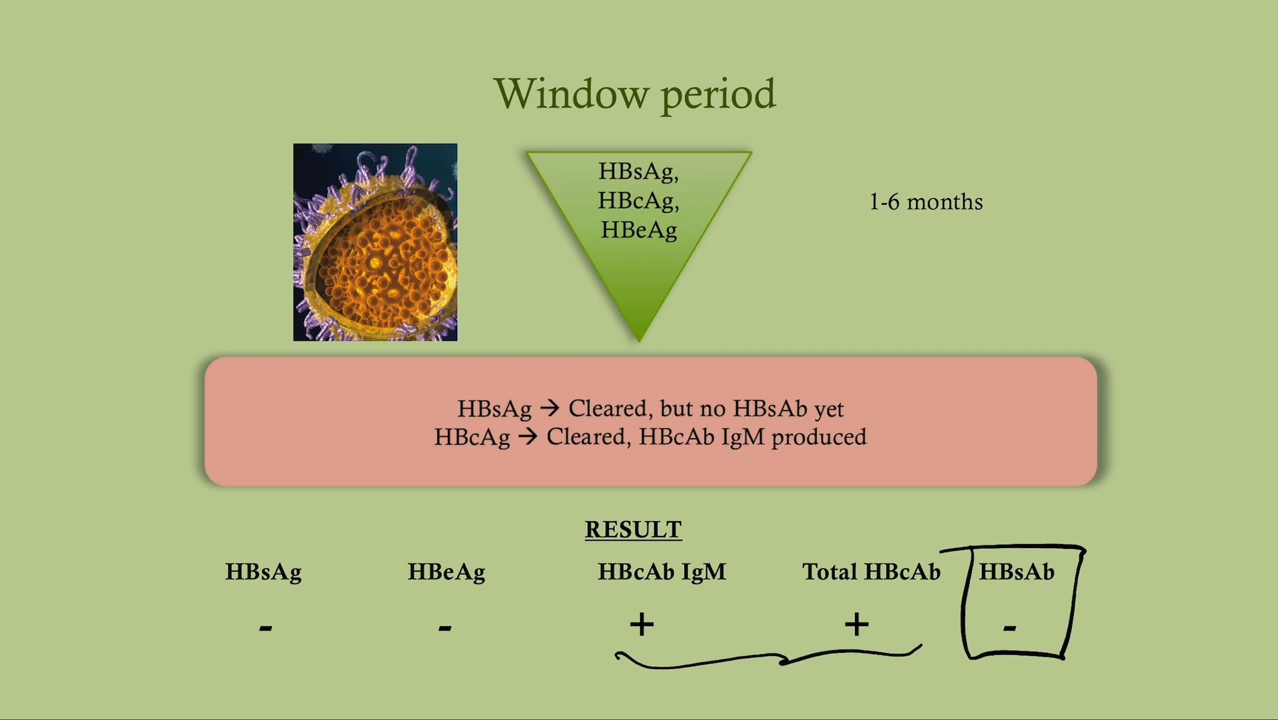 Window period
HBsAg,
HBcAg,
HBeAg
1-6 months
HBsAg → Cleared, but no HBsAb yet
HBcAg → Cleared, HBcAb IgM produced
RESULT
HBsAg HBeAg HBcAb IgM Total HBcAb HBsAb
- - + + -